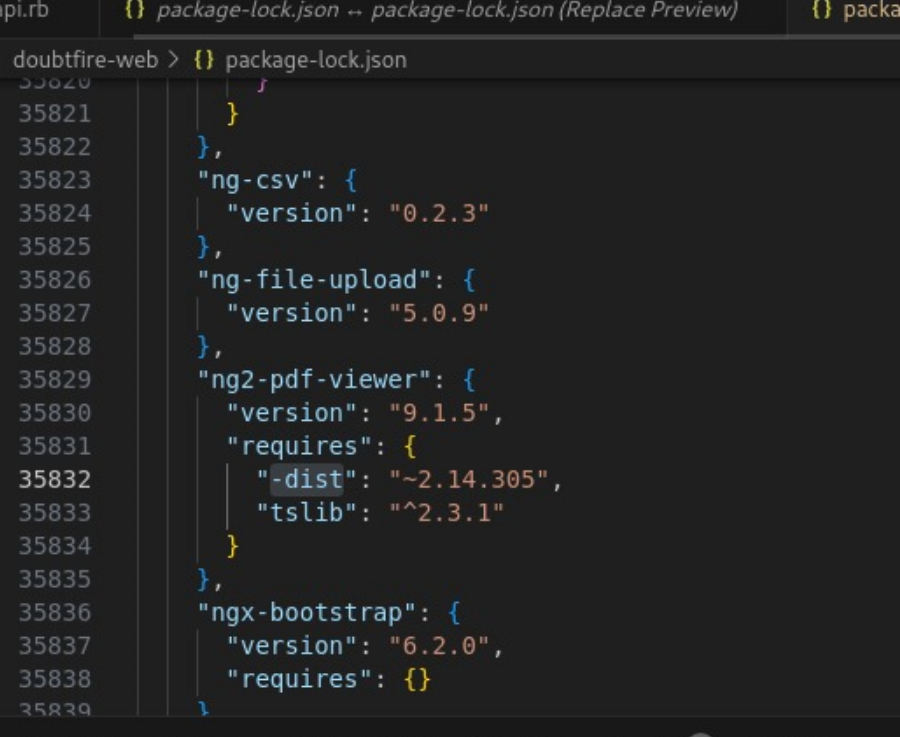 pi.rb {} package-lock.json ↔ package-lock.json (Replace Preview) {} packa
doubtfire-web > {} package-lock.json
35820 }
35821 }
35822 },
35823 "ng-csv": {
35824 "version": "0.2.3"
35825 },
35826 "ng-file-upload": {
35827 "version": "5.0.9"
35828 },
35829 "ng2-pdf-viewer": {
35830 "version": "9.1.5",
35831 "requires": {
35832 "-dist": "~2.14.305",
35833 "tslib": "^2.3.1"
35834 }
35835 },
35836 "ngx-bootstrap": {
35837 "version": "6.2.0",
35838 "requires": {}
35839 }